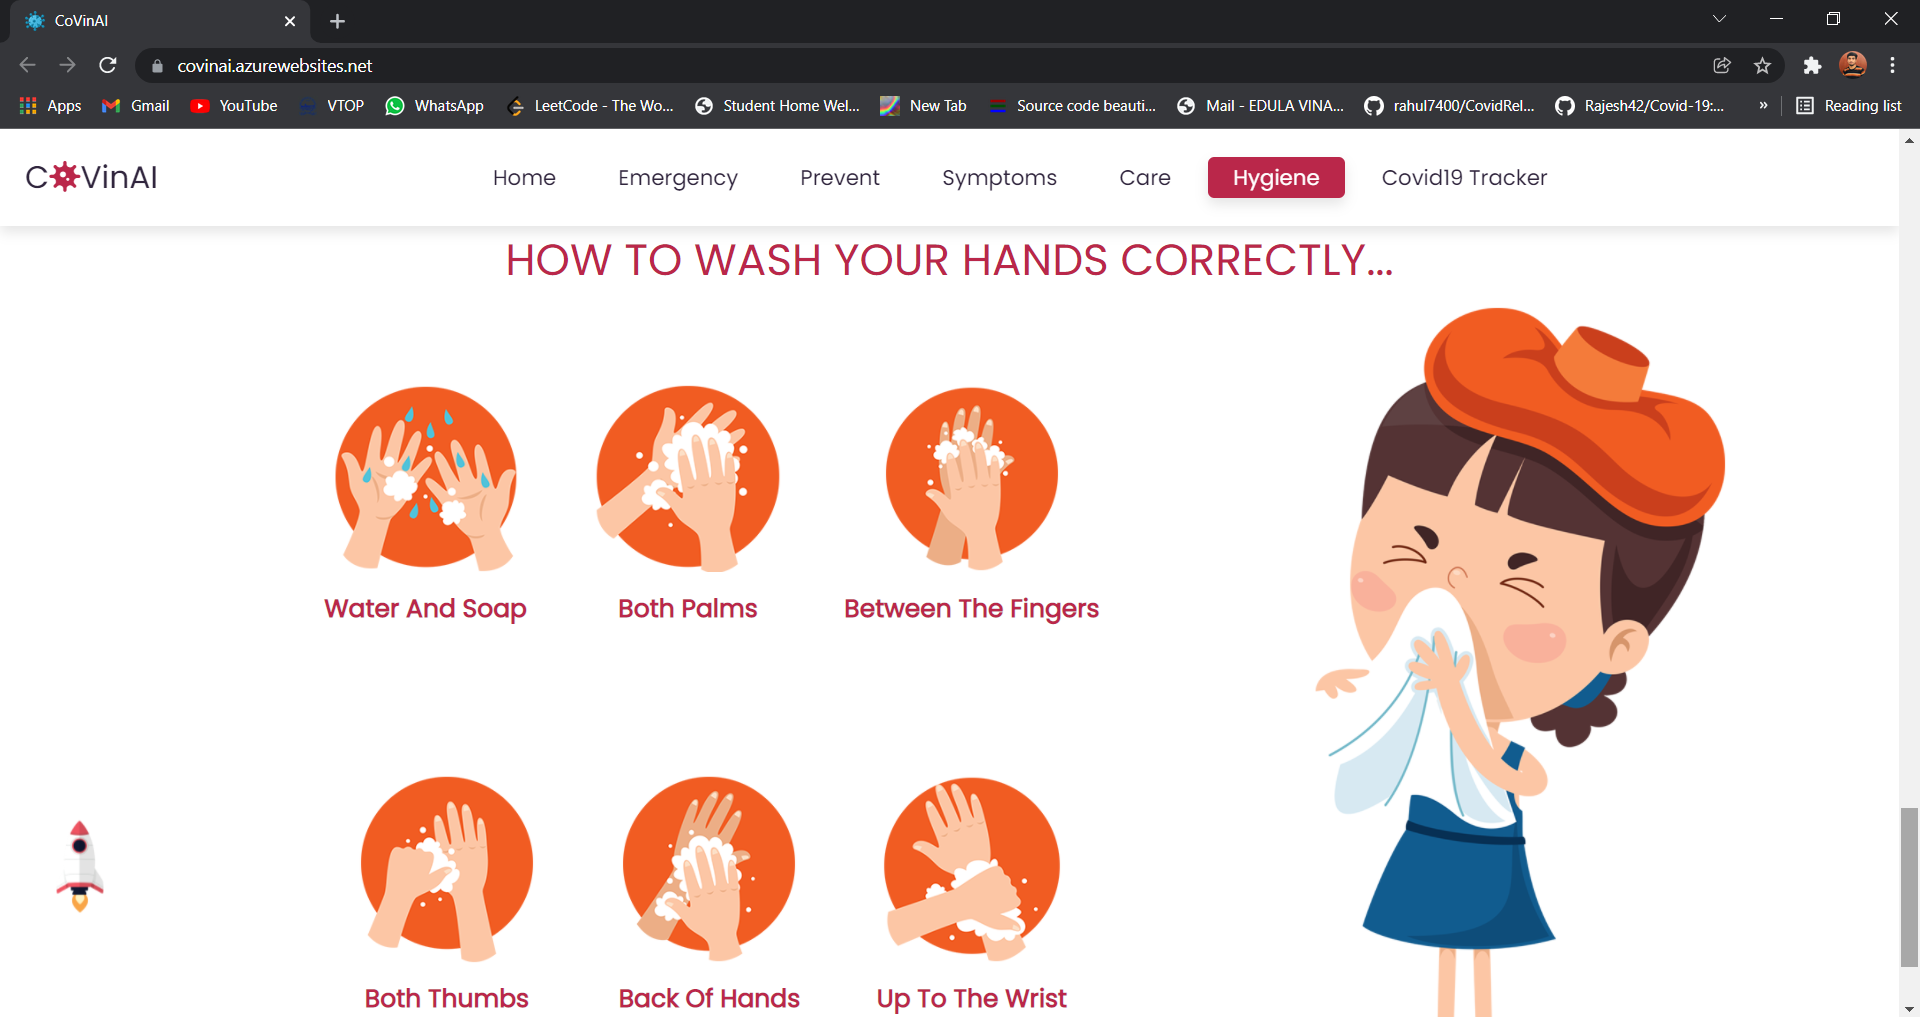 CoVinAI
covinai.azurewebsites.net
Apps Gmail YouTube VTOP WhatsApp LeetCode - The Wo... Student Home Wel... New Tab Source code beauti... Mail - EDULA VINA... rahul7400/CovidRel... Rajesh42/Covid-19:... » Reading list
CoVinAI Home Emergency Prevent Symptoms Care Hygiene Covid19 Tracker
HOW TO WASH YOUR HANDS CORRECTLY...
Water And Soap Both Palms Between The Fingers
Both Thumbs Back Of Hands Up To The Wrist